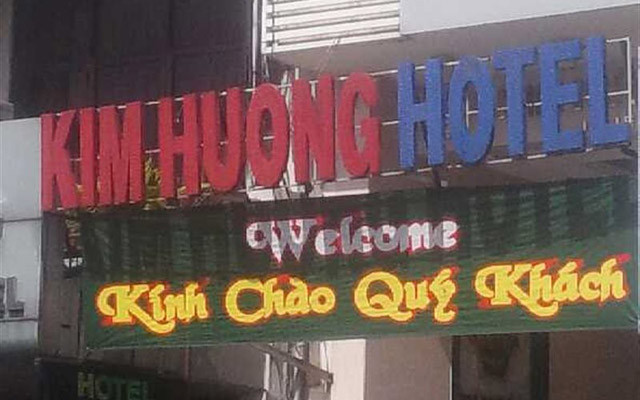 KIM HUONG HOTEL
Welcome
Kính Chào Quý Khách
HOTEL